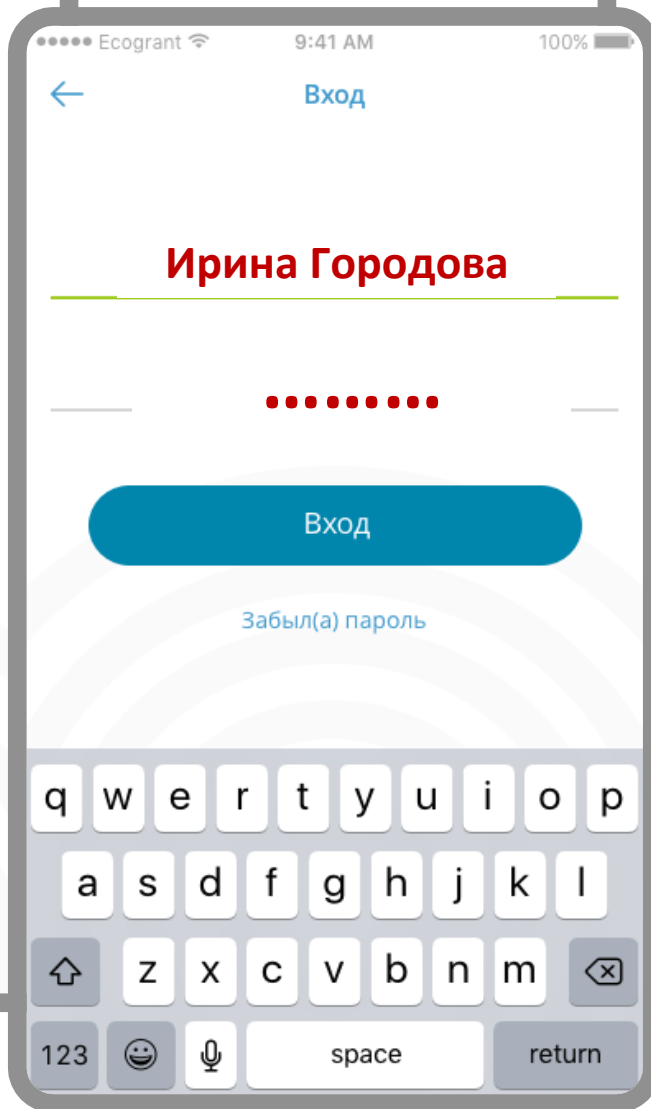 ●●●●● Ecogrant 9:41 AM 100%
Вход
Ирина Городова
•••••••••
Вход
Забыл(а) пароль
q w e r t y u i o p
a s d f g h j k l
z x c v b n m
123 space return